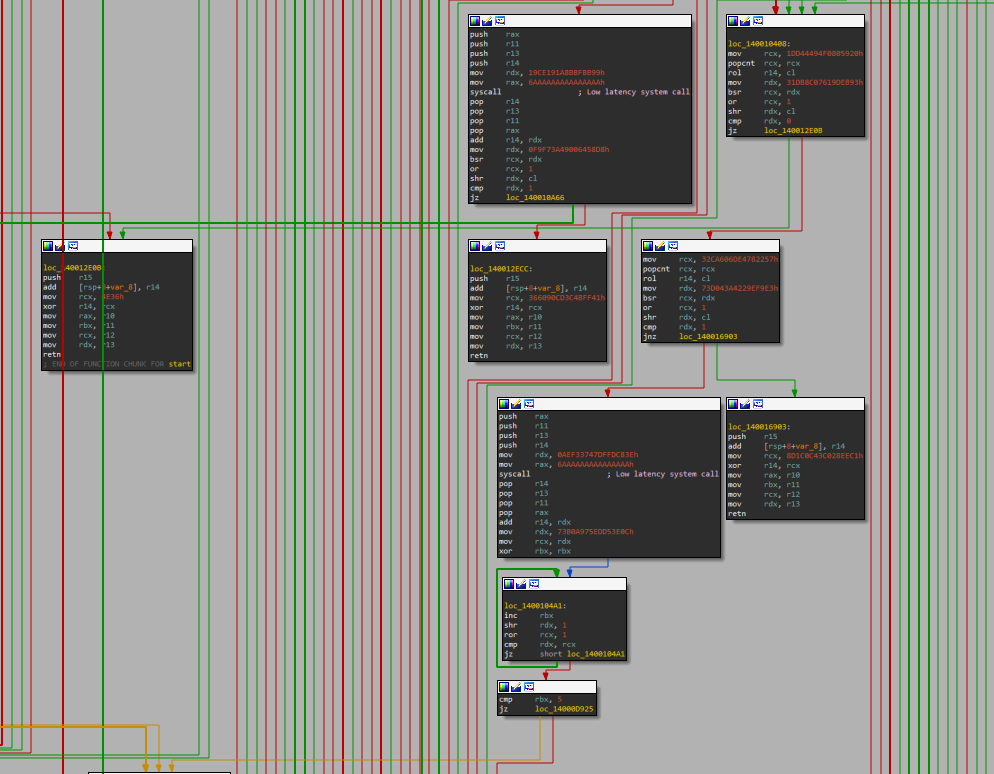 push rax
push r11
push r13
push r14
mov rdx, 19CE191A8BBFBB99h
mov rax, 6AAAAAAAAAAAAAAAh
syscall ; Low latency system call
pop r14
pop r13
pop r11
pop rax
add r14, rdx
mov rdx, 0F9F73A49006458D8h
bsr rcx, rdx
or rcx, 1
shr rdx, cl
cmp rdx, 1
jz loc_140010A66
loc_140010408:
mov rcx, 1DD44494F0805920h
popcnt rcx, rcx
rol r14, cl
mov rdx, 31DB8C07619DEB93h
bsr rcx, rdx
or rcx, 1
shr rdx, cl
cmp rdx, 0
jz loc_140012E0B
loc_140012E0B:
push r15
add [rsp+8+var_8], r14
mov rcx,
xor r14, rcx
mov rax, r10
mov rbx, r11
mov rcx, r12
mov rdx, r13
retn
; END OF FUNCTION CHUNK FOR start
loc_140012ECC:
push r15
add [rsp+8+var_8], r14
mov rcx, 366090CD3C4BFF41h
xor r14, rcx
mov rax, r10
mov rbx, r11
mov rcx, r12
mov rdx, r13
retn
mov rcx, 32CA606DE4782257h
popcnt rcx, rcx
rol r14, cl
mov rdx, 73D043A4229EF9E3h
bsr rcx, rdx
or rcx, 1
shr rdx, cl
cmp rdx, 1
jnz loc_140016903
push rax
push r11
push r13
push r14
mov rdx, 0AEF33747DFFDC83Eh
mov rax, 6AAAAAAAAAAAAAAAh
syscall ; Low latency system call
pop r14
pop r13
pop r11
pop rax
add r14, rdx
mov rdx, 73B0A975EDD53E0Ch
mov rcx, rdx
xor rbx, rbx
loc_140016903:
push r15
add [rsp+8+var_8], r14
mov rcx, 8D1C0C43C028EEC1h
xor r14, rcx
mov rax, r10
mov rbx, r11
mov rcx, r12
mov rdx, r13
retn
loc_1400104A1:
inc rbx
shr rdx, 1
ror rcx, 1
cmp rdx, rcx
jz short loc_1400104A1
cmp rbx, 5
jz loc_14000D925